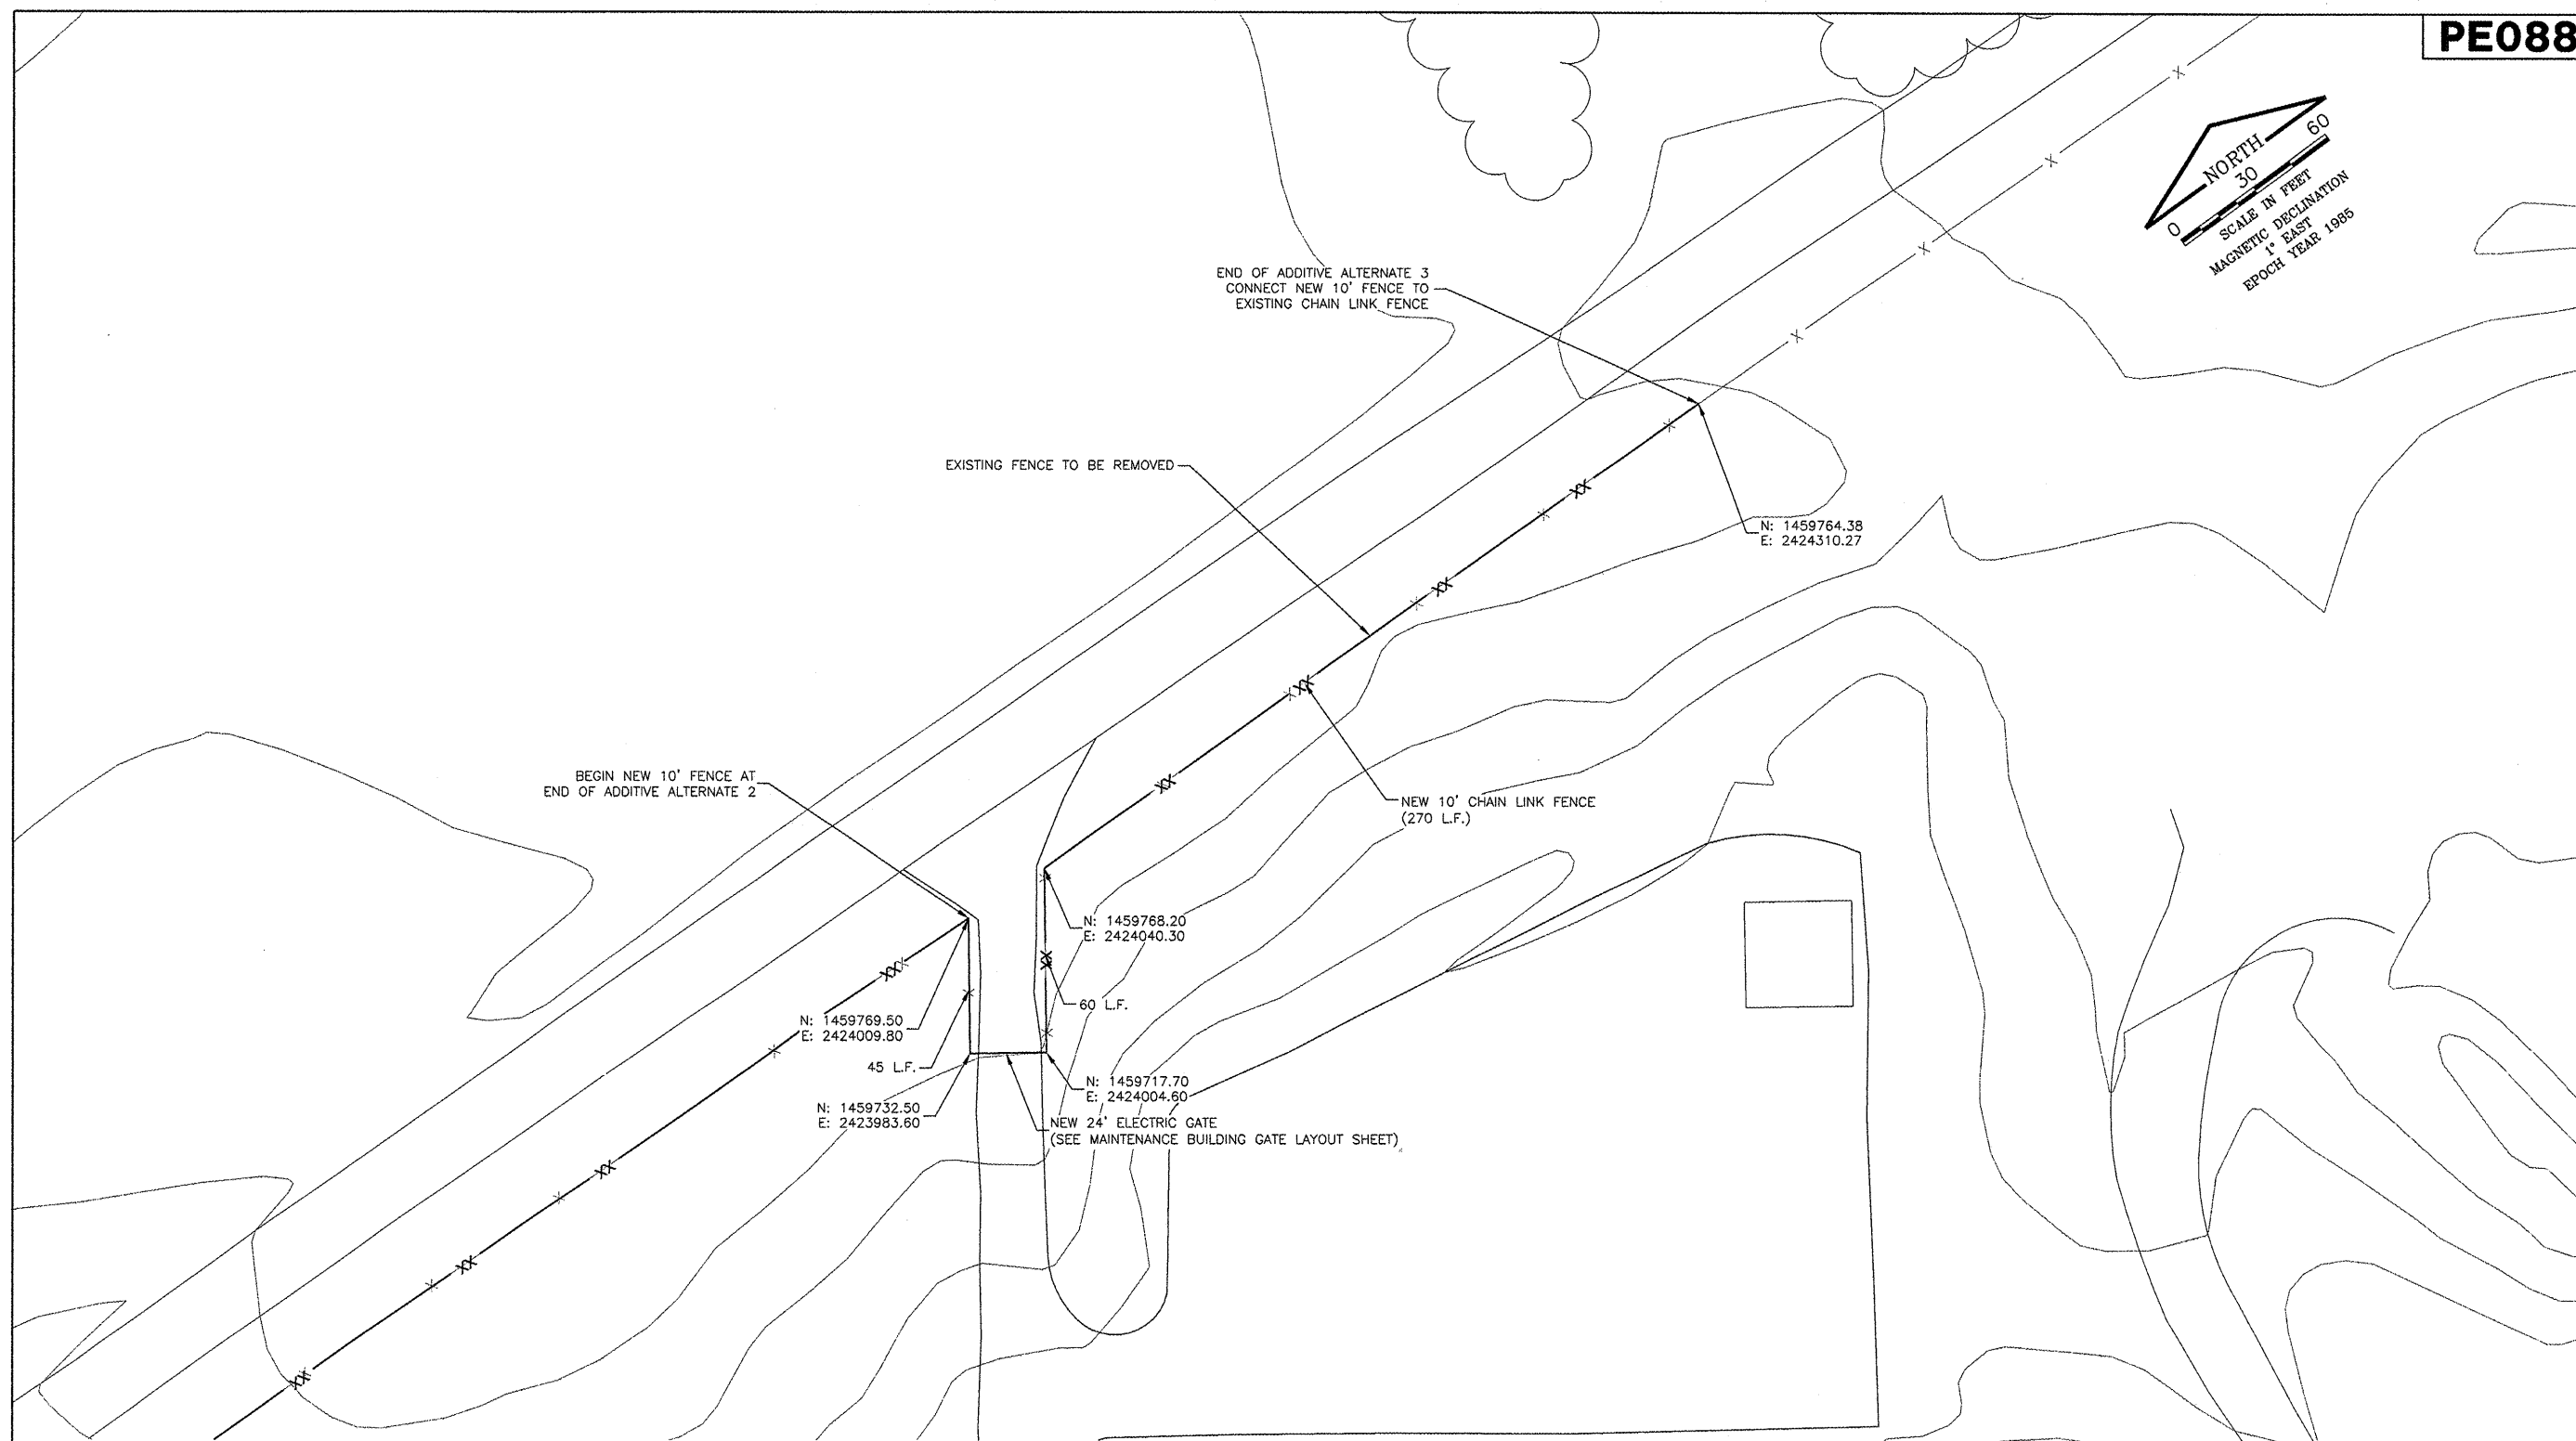 PE088
NORTH
0
30
60
SCALE IN FEET
MAGNETIC DECLINATION
1° EAST
EPOCH YEAR 1985
END OF ADDITIVE ALTERNATE 3
CONNECT NEW 10' FENCE TO
EXISTING CHAIN LINK FENCE
EXISTING FENCE TO BE REMOVED
N: 1459764.38
E: 2424310.27
BEGIN NEW 10' FENCE AT
END OF ADDITIVE ALTERNATE 2
NEW 10' CHAIN LINK FENCE
(270 L.F.)
N: 1459768.20
E: 2424040.30
60 L.F.
N: 1459769.50
E: 2424009.80
45 L.F.
N: 1459717.70
E: 2424004.60
N: 1459732.50
E: 2423983.60
NEW 24' ELECTRIC GATE
(SEE MAINTENANCE BUILDING GATE LAYOUT SHEET)